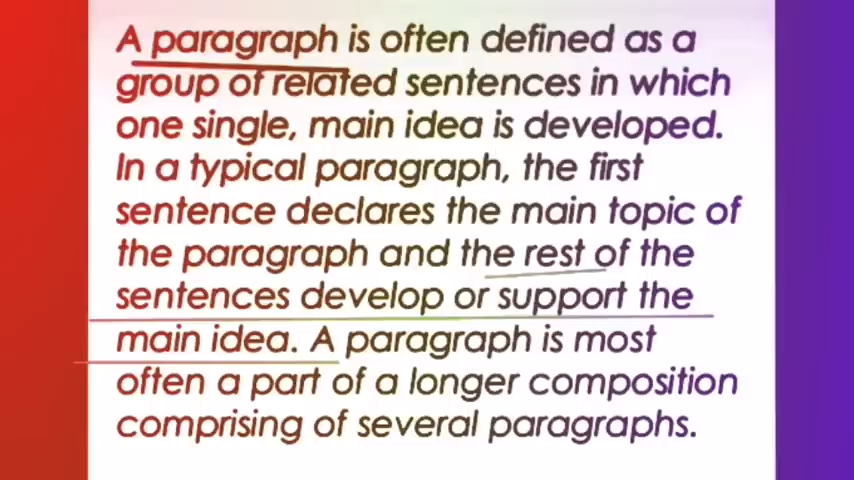 A paragraph is often defined as a
group of related sentences in which
one single, main idea is developed.
In a typical paragraph, the first
sentence declares the main topic of
the paragraph and the rest of the
sentences develop or support the
main idea. A paragraph is most
often a part of a longer composition
comprising of several paragraphs.